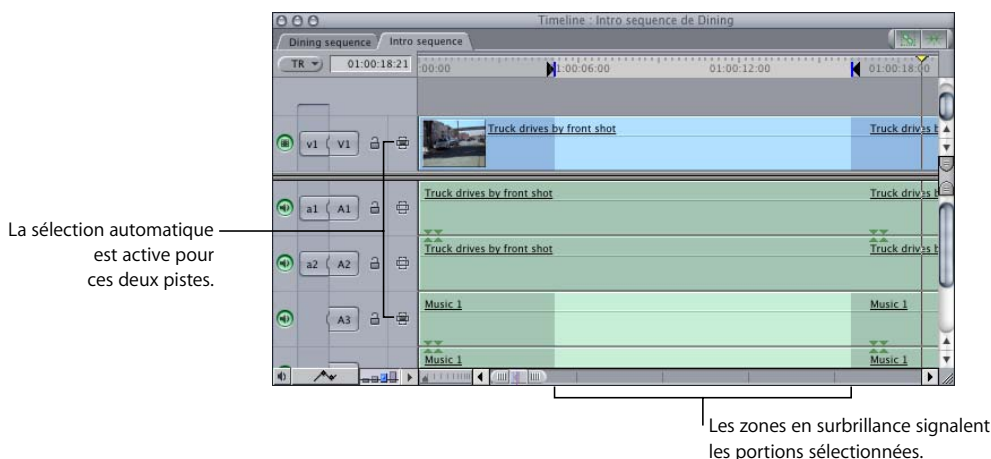 Timeline : Intro sequence de Dining
Dining sequence Intro sequence
TR 01:00:18:21 :00:00 1:00:06:00 01:00:12:00 01:00:18:00
Truck drives by front shot Truck drives b
v1 V1
Truck drives by front shot Truck drives b
a1 A1
Truck drives by front shot Truck drives b
a2 A2
Music 1 Music 1
A3
Music 1 Music 1
La sélection automatique
est active pour
ces deux pistes.
Les zones en surbrillance signalent
les portions sélectionnées.